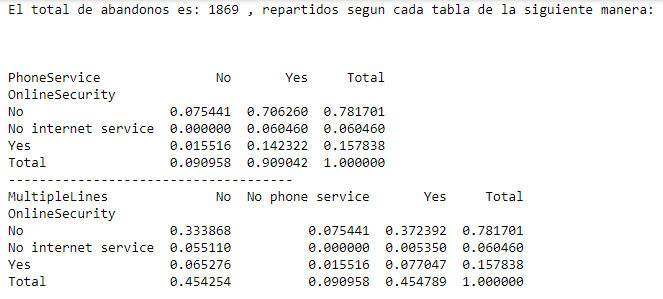 El total de abandonos es: 1869 , repartidos segun cada tabla de la siguiente manera:
PhoneService No Yes Total
OnlineSecurity
No 0.075441 0.706260 0.781701
No internet service 0.000000 0.060460 0.060460
Yes 0.015516 0.142322 0.157838
Total 0.090958 0.909042 1.000000
-------------------------------------
MultipleLines No No phone service Yes Total
OnlineSecurity
No 0.333868 0.075441 0.372392 0.781701
No internet service 0.055110 0.000000 0.005350 0.060460
Yes 0.065276 0.015516 0.077047 0.157838
Total 0.454254 0.090958 0.454789 1.000000